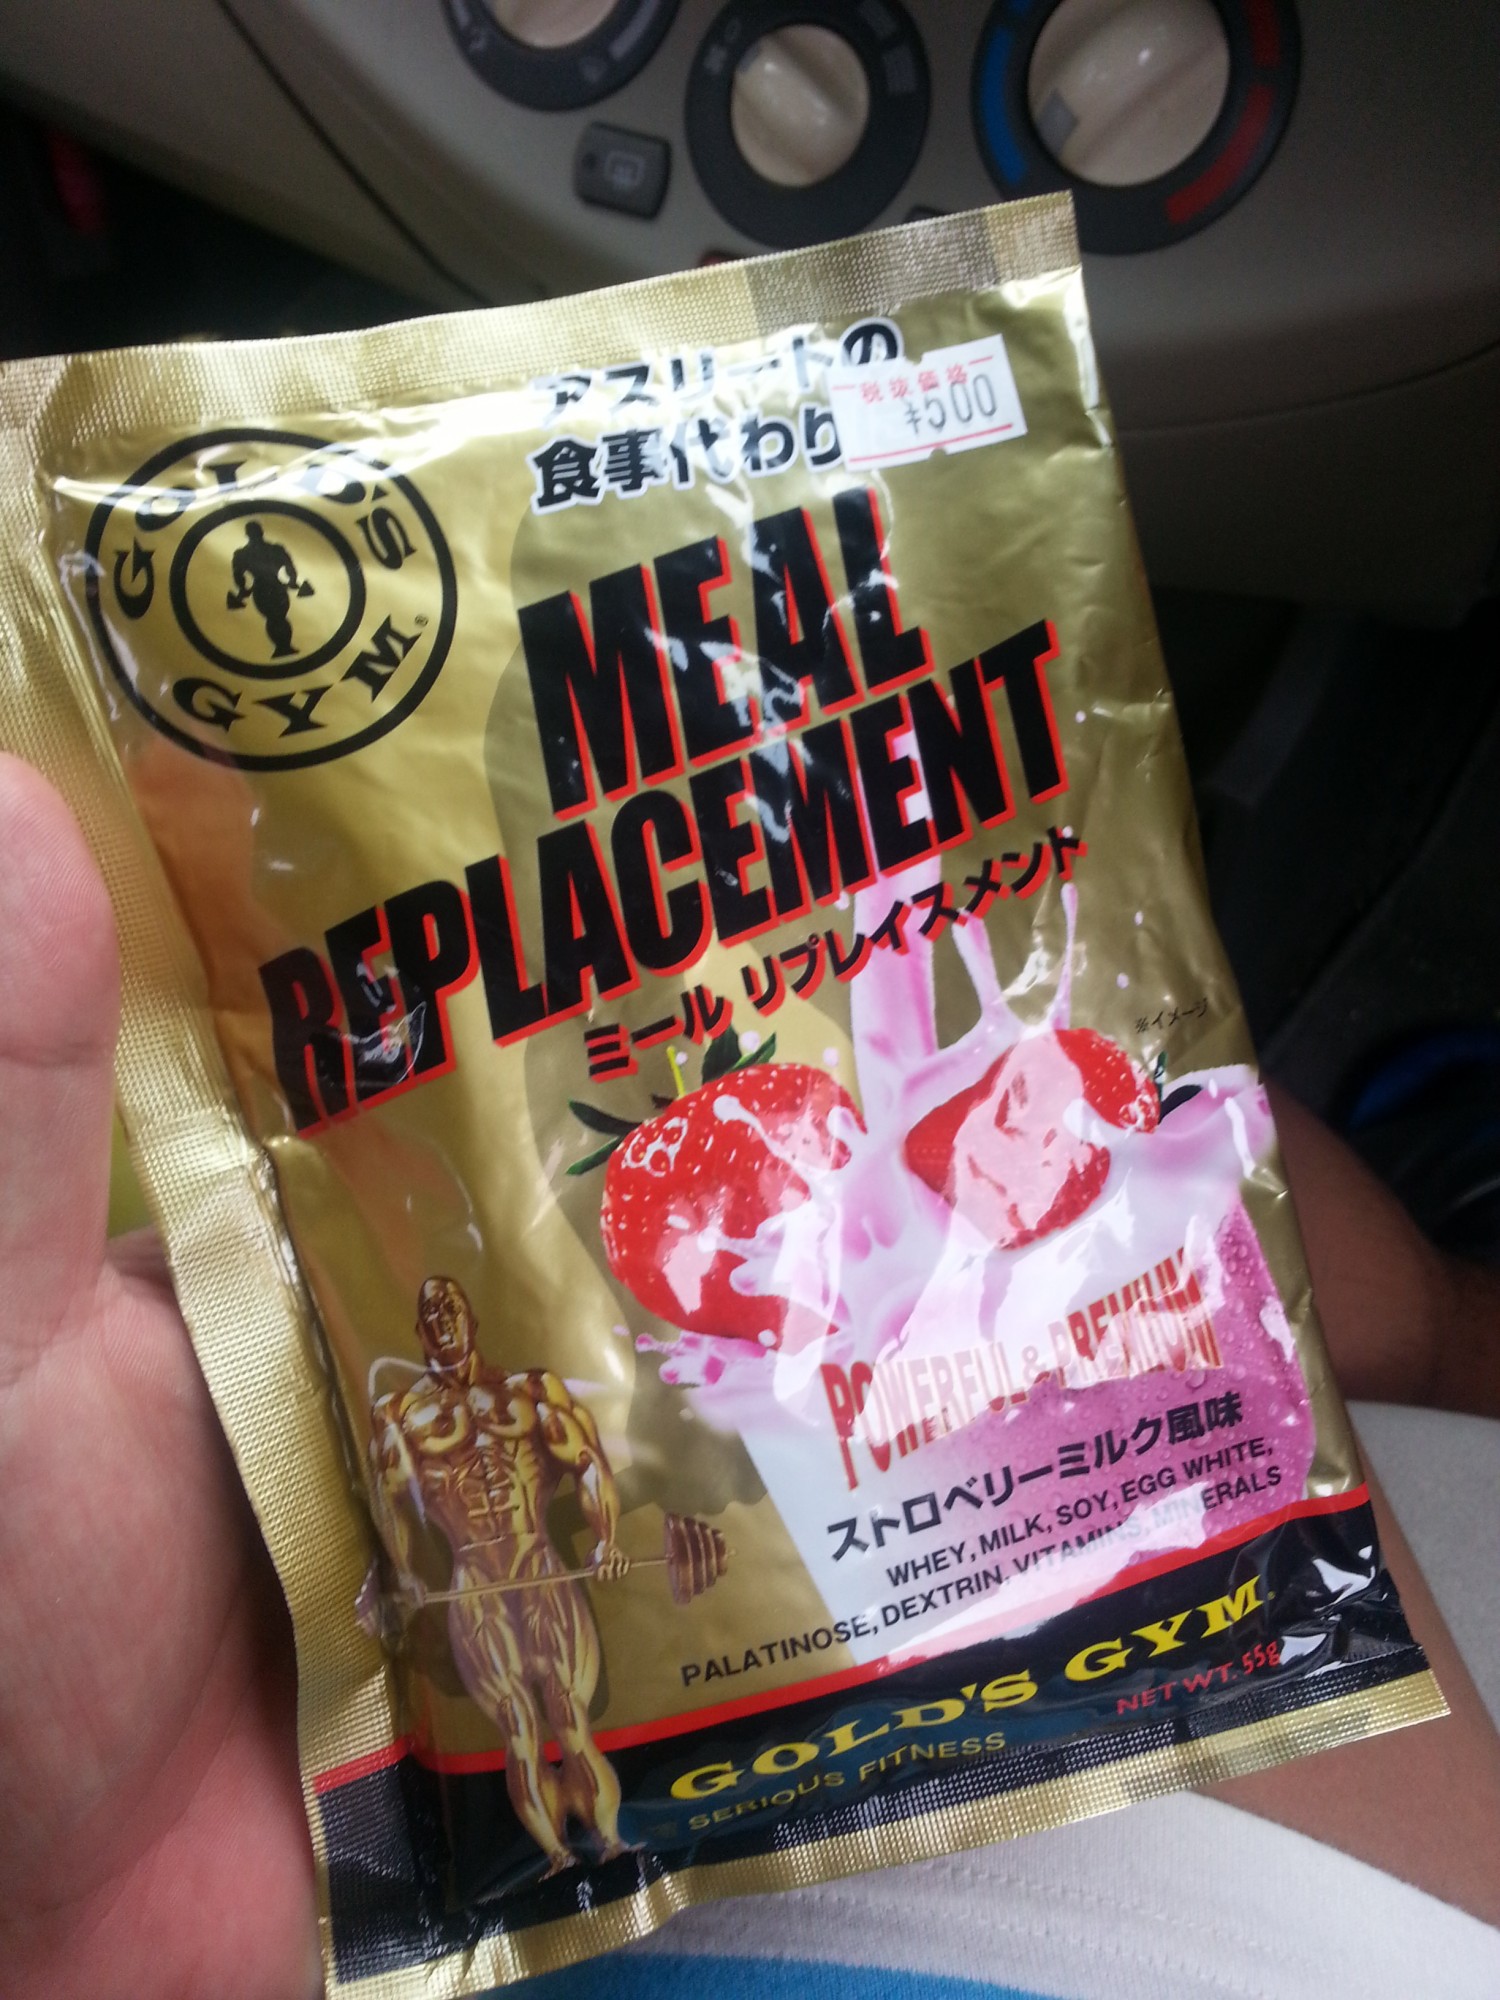 アスリートの
食事代わり
税抜価格
¥500
GOLD'S
GYM®
MEAL
REPLACEMENT
ミール リプレイスメント
※イメージ
POWERFUL & PREMIUM
ストロベリーミルク風味
WHEY, MILK, SOY, EGG WHITE,
PALATINOSE, DEXTRIN, VITAMINS, MINERALS
GOLD'S GYM
SERIOUS FITNESS
NET WT. 55g